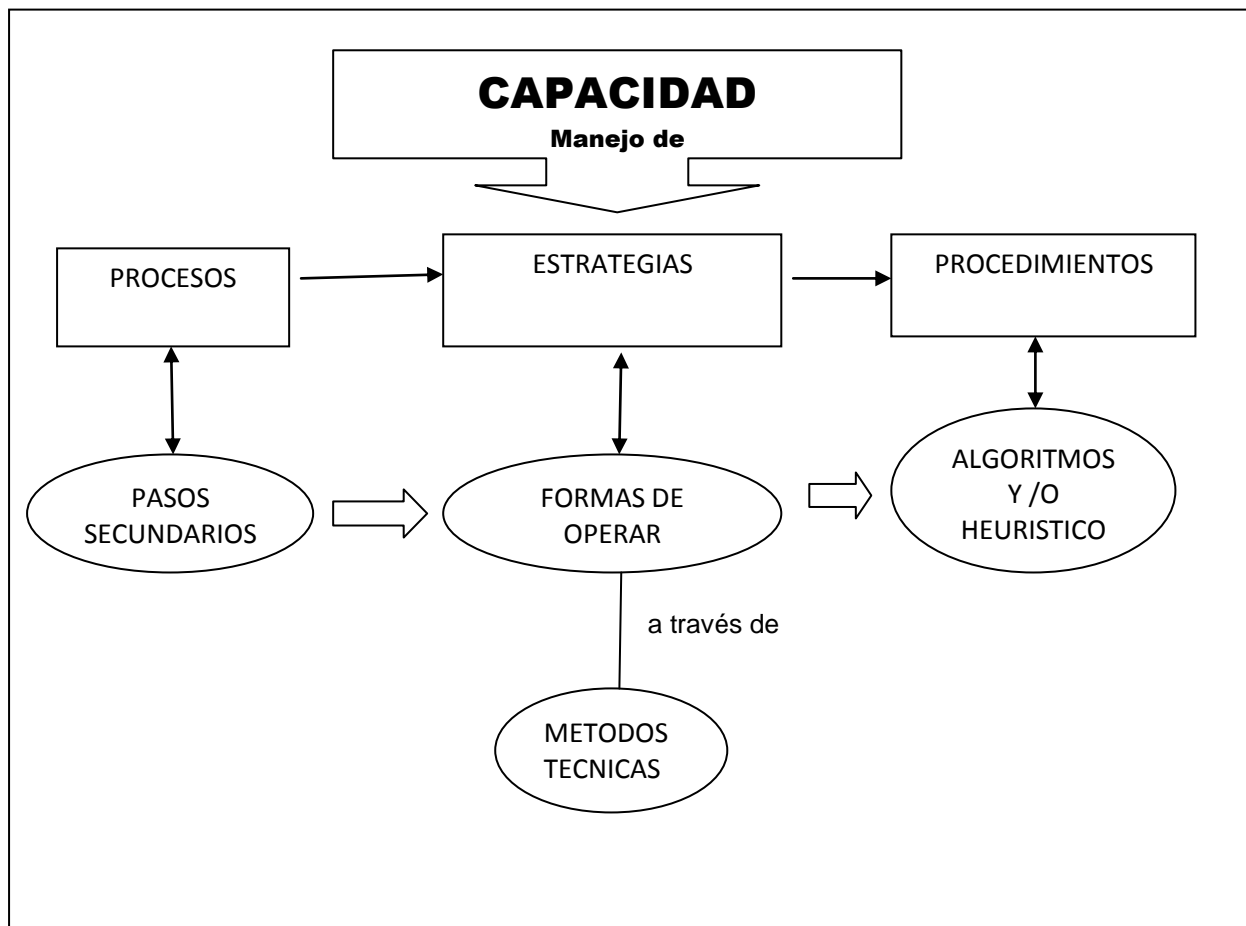 CAPACIDAD
Manejo de
PROCESOS
ESTRATEGIAS
PROCEDIMIENTOS
PASOS
SECUNDARIOS
FORMAS DE
OPERAR
ALGORITMOS
Y /O
HEURISTICO
a través de
METODOS
TECNICAS